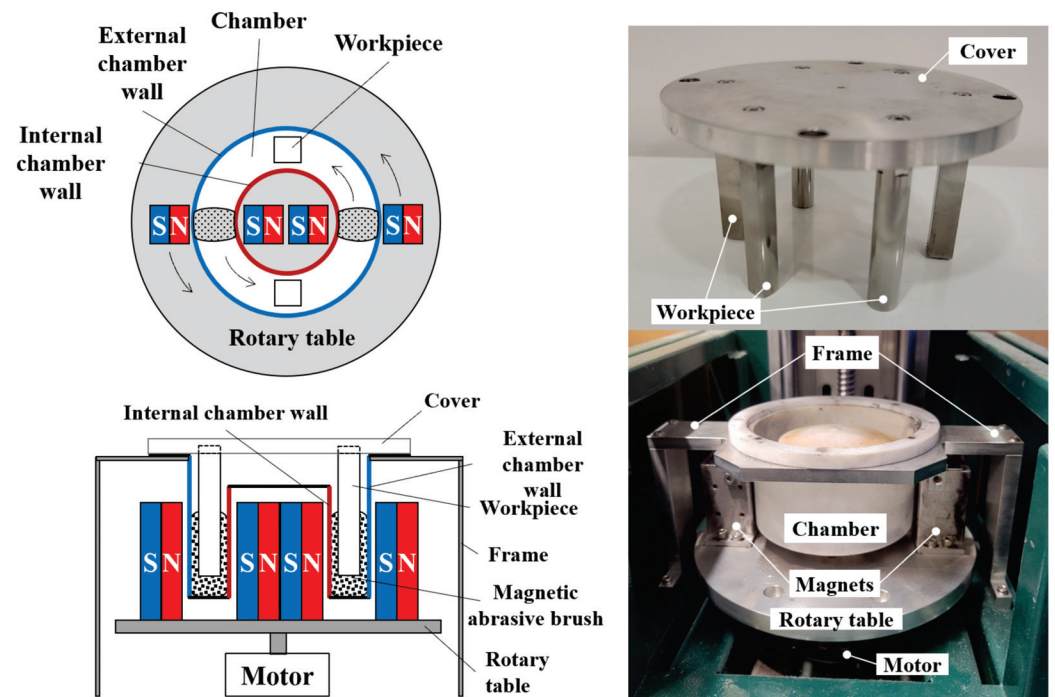 Chamber
External
chamber
wall
Workpiece
Internal
chamber
wall
S N
S N S N
S N
Rotary table
Internal chamber wall
Cover
External
chamber
wall
Workpiece
S N
S N S N
S N
Frame
Magnetic
abrasive brush
Motor
Rotary
table
Cover
Workpiece
Frame
Chamber
Magnets
Rotary table
Motor